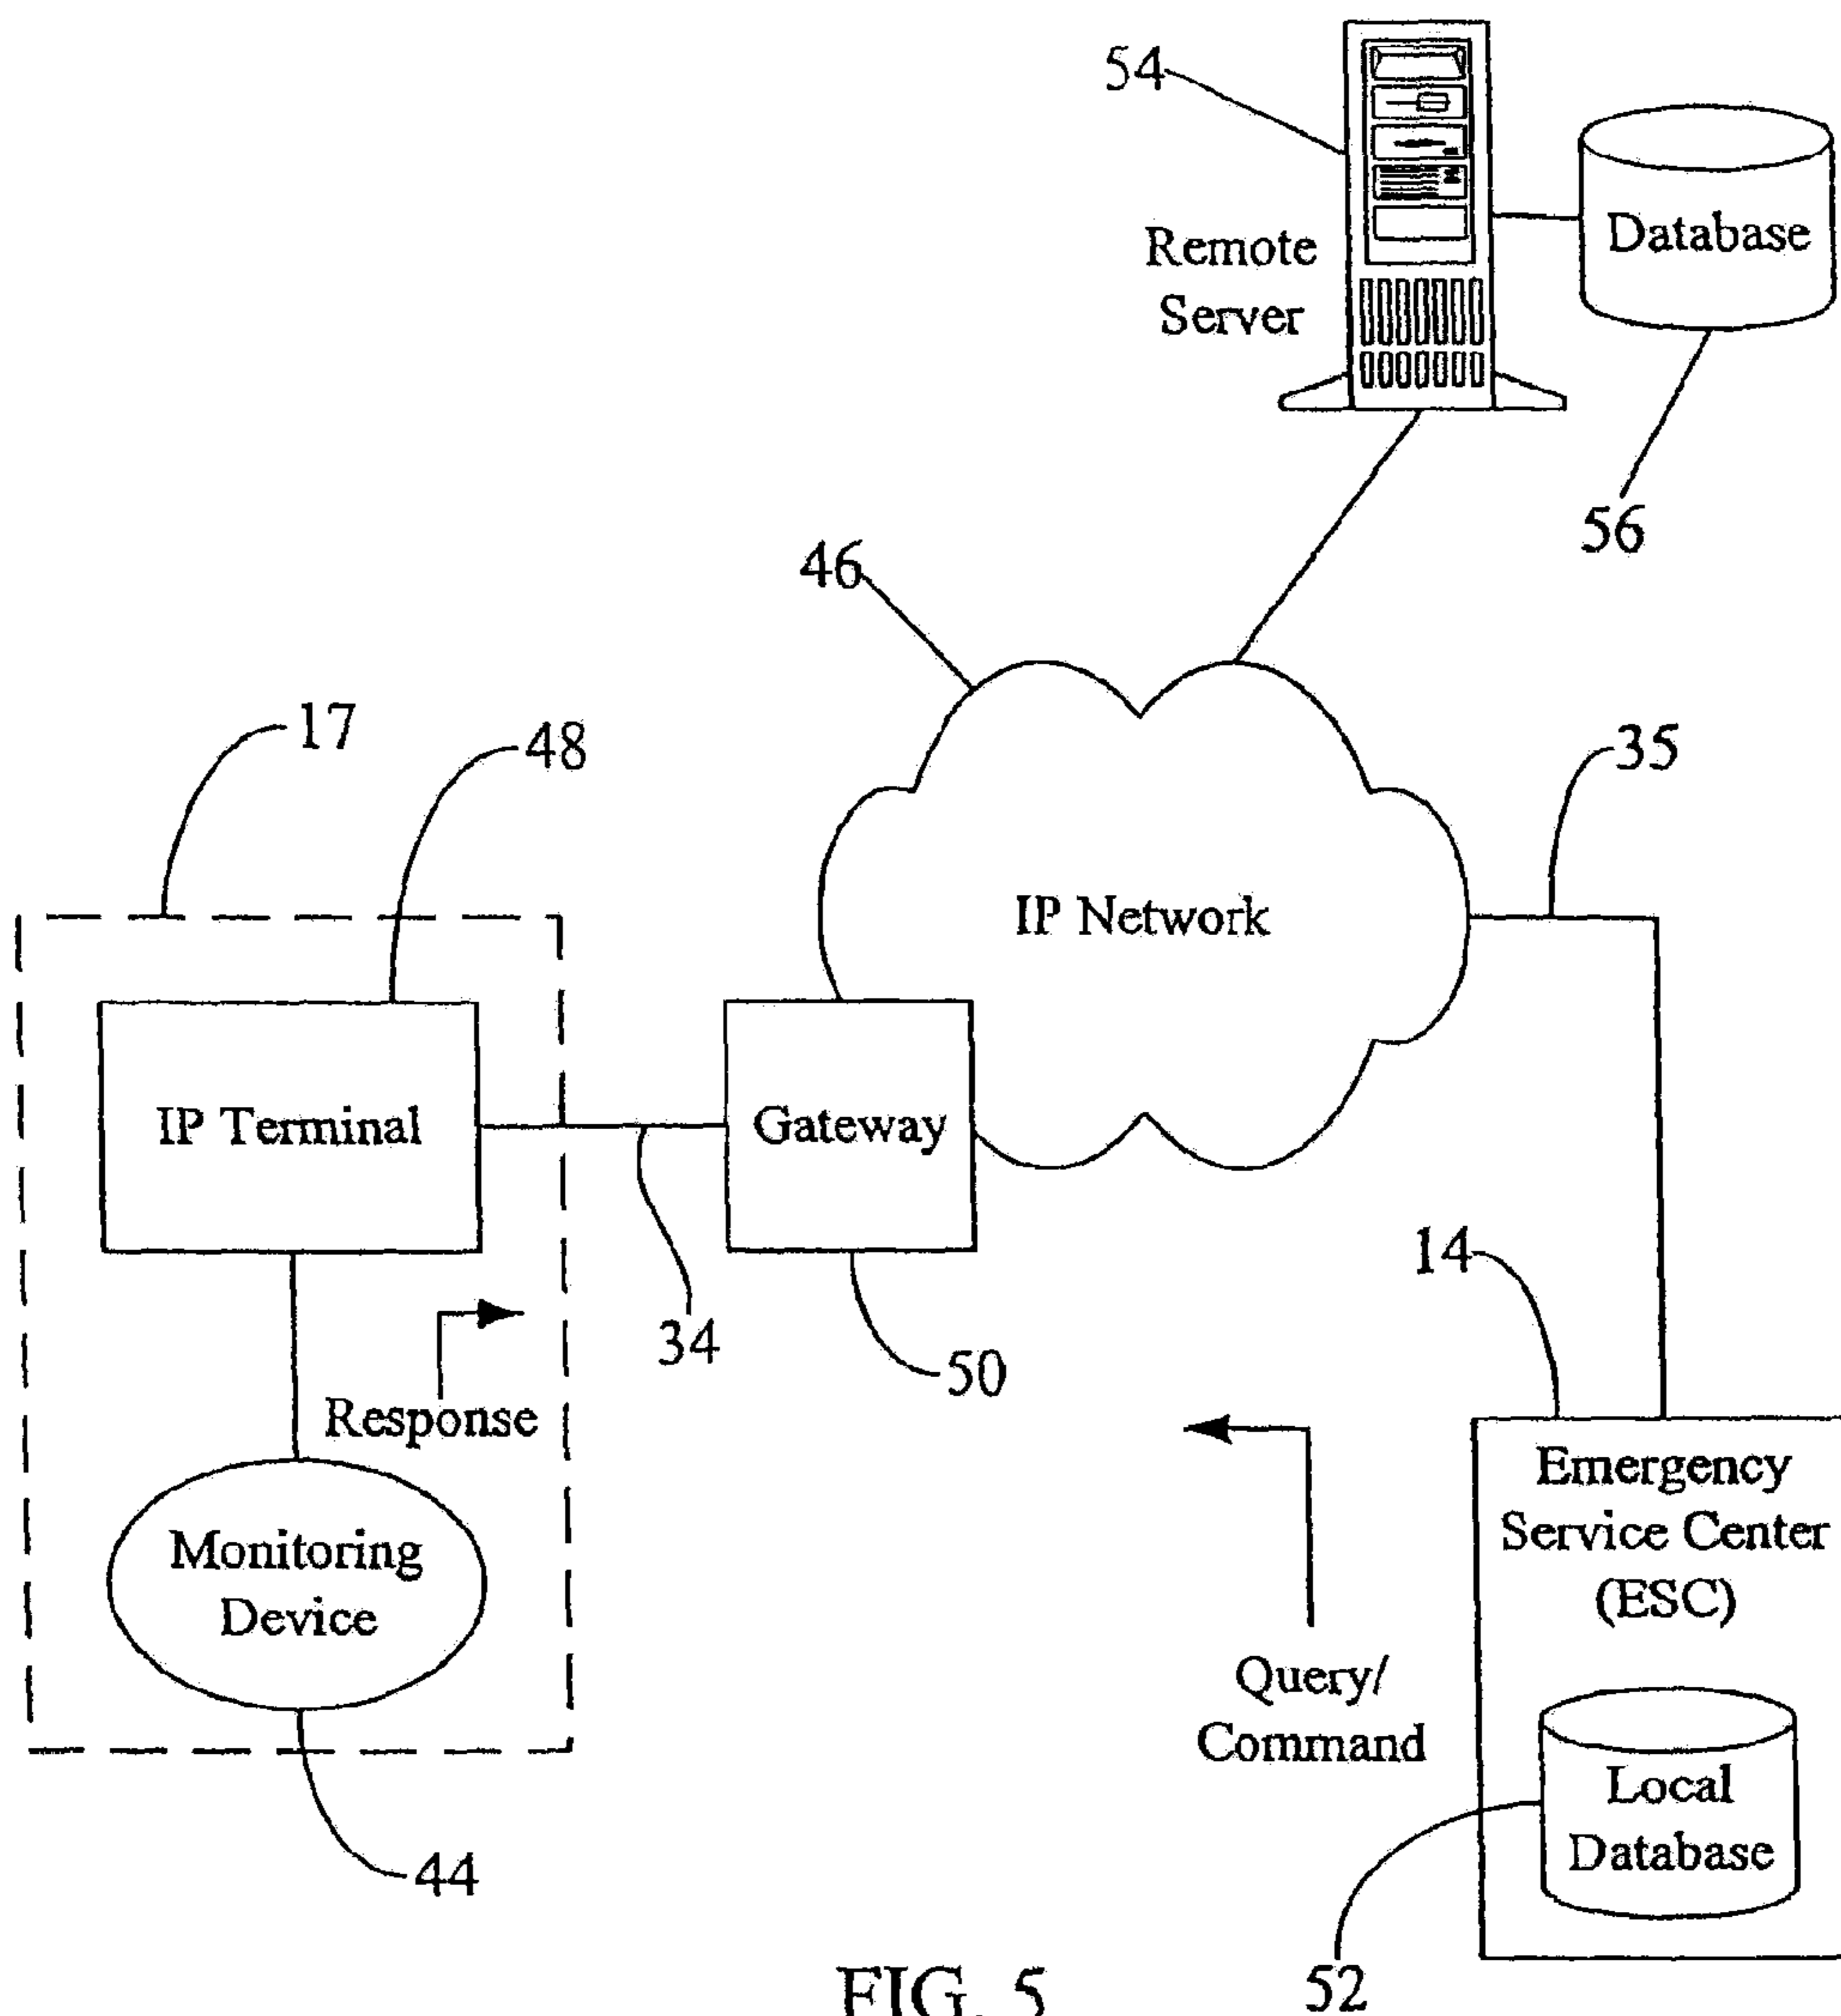 54
Remote
Server
Database
56
46
17
48
35
IP Network
IP Terminal
Gateway
34
50
14
Response
Monitoring
Device
44
Query/
Command
Emergency
Service Center
(ESC)
Local
Database
52
FIG. 5